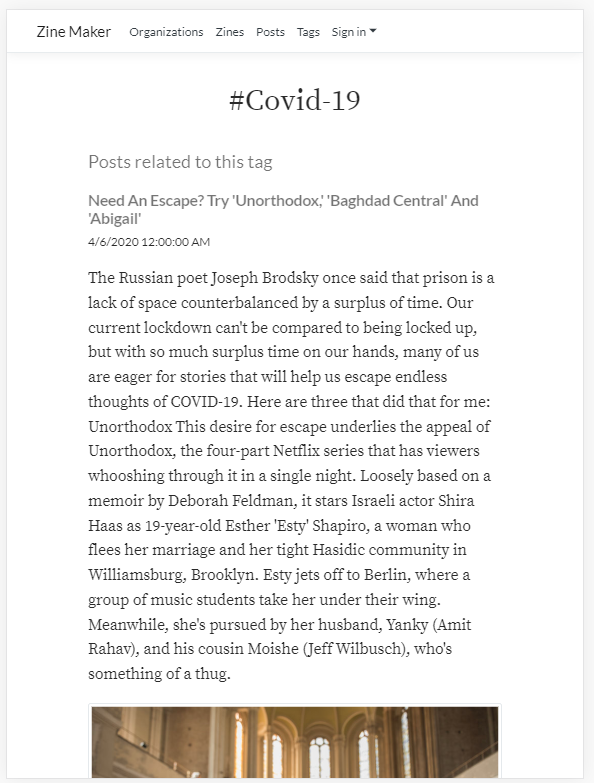 Zine Maker Organizations Zines Posts Tags Sign in
#Covid-19
Posts related to this tag
Need An Escape? Try 'Unorthodox,' 'Baghdad Central' And
'Abigail'
4/6/2020 12:00:00 AM
The Russian poet Joseph Brodsky once said that prison is a
lack of space counterbalanced by a surplus of time. Our
current lockdown can't be compared to being locked up,
but with so much surplus time on our hands, many of us
are eager for stories that will help us escape endless
thoughts of COVID-19. Here are three that did that for me:
Unorthodox This desire for escape underlies the appeal of
Unorthodox, the four-part Netflix series that has viewers
whooshing through it in a single night. Loosely based on a
memoir by Deborah Feldman, it stars Israeli actor Shira
Haas as 19-year-old Esther 'Esty' Shapiro, a woman who
flees her marriage and her tight Hasidic community in
Williamsburg, Brooklyn. Esty jets off to Berlin, where a
group of music students take her under their wing.
Meanwhile, she's pursued by her husband, Yanky (Amit
Rahav), and his cousin Moishe (Jeff Wilbusch), who's
something of a thug.